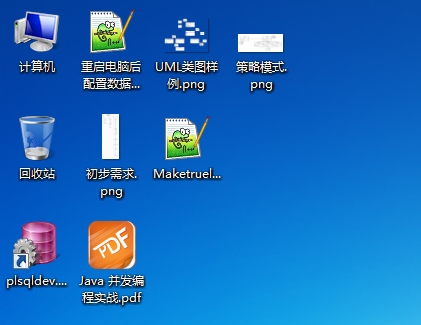 计算机
重启电脑后
配置数据...
UML类图样
例.png
策略模式.
png
回收站
初步需求.
png
Maketruel...
plsqldev....
PDF
Java 并发编
程实战.pdf